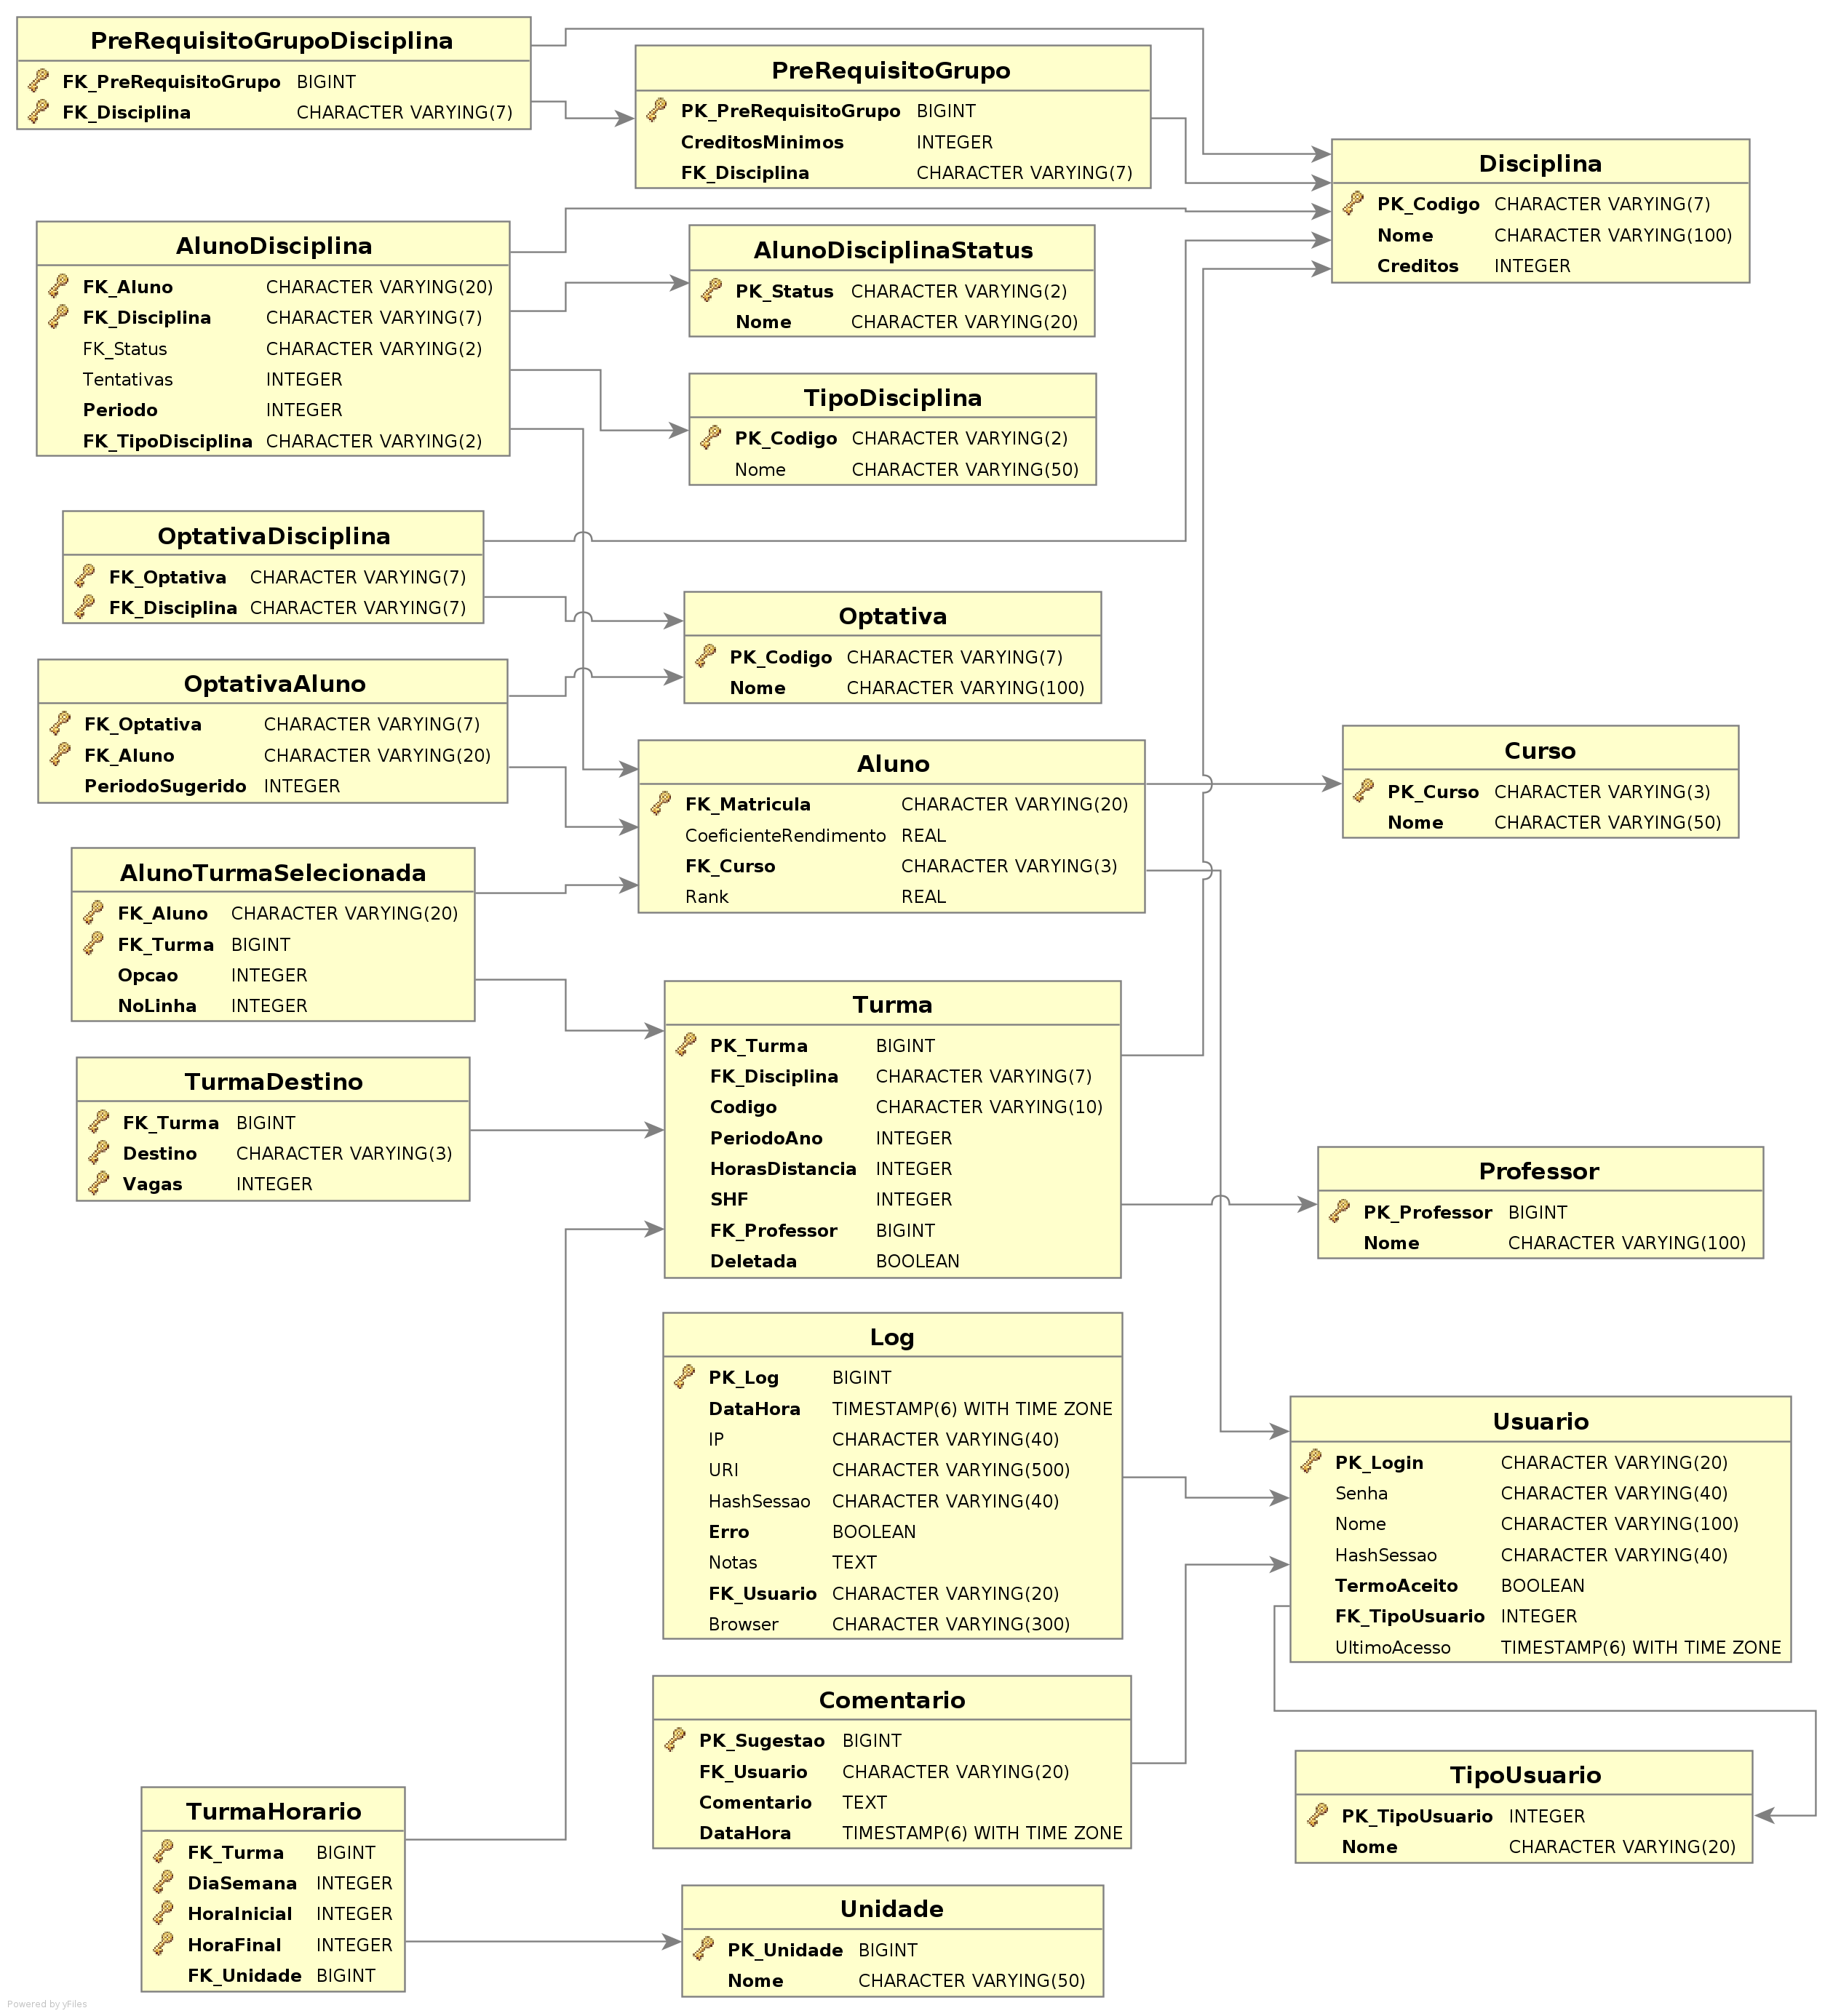 PreRequisitoGrupoDisciplina
FK_PreRequisitoGrupo BIGINT
FK_Disciplina CHARACTER VARYING(7)
PreRequisitoGrupo
PK_PreRequisitoGrupo BIGINT
CreditosMinimos INTEGER
FK_Disciplina CHARACTER VARYING(7)
Disciplina
PK_Codigo CHARACTER VARYING(7)
Nome CHARACTER VARYING(100)
Creditos INTEGER
AlunoDisciplina
FK_Aluno CHARACTER VARYING(20)
FK_Disciplina CHARACTER VARYING(7)
FK_Status CHARACTER VARYING(2)
Tentativas INTEGER
Periodo INTEGER
FK_TipoDisciplina CHARACTER VARYING(2)
AlunoDisciplinaStatus
PK_Status CHARACTER VARYING(2)
Nome CHARACTER VARYING(20)
TipoDisciplina
PK_Codigo CHARACTER VARYING(2)
Nome CHARACTER VARYING(50)
OptativaDisciplina
FK_Optativa CHARACTER VARYING(7)
FK_Disciplina CHARACTER VARYING(7)
Optativa
PK_Codigo CHARACTER VARYING(7)
Nome CHARACTER VARYING(100)
OptativaAluno
FK_Optativa CHARACTER VARYING(7)
FK_Aluno CHARACTER VARYING(20)
PeriodoSugerido INTEGER
Aluno
FK_Matricula CHARACTER VARYING(20)
CoeficienteRendimento REAL
FK_Curso CHARACTER VARYING(3)
Rank REAL
Curso
PK_Curso CHARACTER VARYING(3)
Nome CHARACTER VARYING(50)
AlunoTurmaSelecionada
FK_Aluno CHARACTER VARYING(20)
FK_Turma BIGINT
Opcao INTEGER
NoLinha INTEGER
Turma
PK_Turma BIGINT
FK_Disciplina CHARACTER VARYING(7)
Codigo CHARACTER VARYING(10)
PeriodoAno INTEGER
HorasDistancia INTEGER
SHF INTEGER
FK_Professor BIGINT
Deletada BOOLEAN
TurmaDestino
FK_Turma BIGINT
Destino CHARACTER VARYING(3)
Vagas INTEGER
Professor
PK_Professor BIGINT
Nome CHARACTER VARYING(100)
Log
PK_Log BIGINT
DataHora TIMESTAMP(6) WITH TIME ZONE
IP CHARACTER VARYING(40)
URI CHARACTER VARYING(500)
HashSessao CHARACTER VARYING(40)
Erro BOOLEAN
Notas TEXT
FK_Usuario CHARACTER VARYING(20)
Browser CHARACTER VARYING(300)
Usuario
PK_Login CHARACTER VARYING(20)
Senha CHARACTER VARYING(40)
Nome CHARACTER VARYING(100)
HashSessao CHARACTER VARYING(40)
TermoAceito BOOLEAN
FK_TipoUsuario INTEGER
UltimoAcesso TIMESTAMP(6) WITH TIME ZONE
Comentario
PK_Sugestao BIGINT
FK_Usuario CHARACTER VARYING(20)
Comentario TEXT
DataHora TIMESTAMP(6) WITH TIME ZONE
TipoUsuario
PK_TipoUsuario INTEGER
Nome CHARACTER VARYING(20)
TurmaHorario
FK_Turma BIGINT
DiaSemana INTEGER
HoraInicial INTEGER
HoraFinal INTEGER
FK_Unidade BIGINT
Unidade
PK_Unidade BIGINT
Nome CHARACTER VARYING(50)
Powered by yFiles